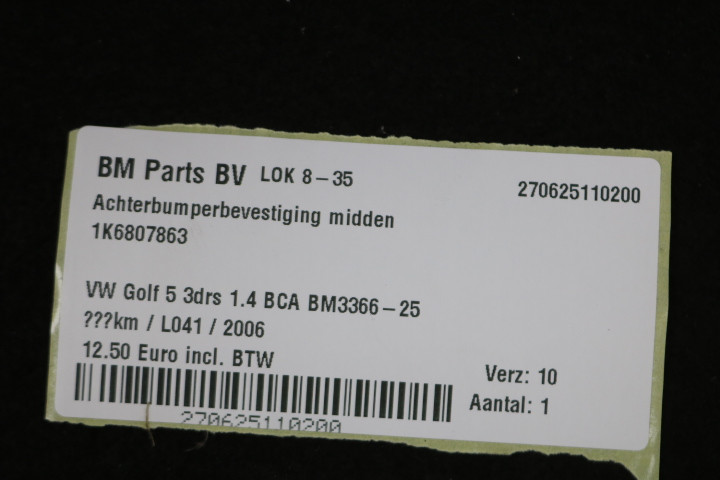 BM Parts BV LOK 8-35
270625110200
Achterbumperbevestiging midden
1K6807863
VW Golf 5 3drs 1.4 BCA BM3366-25
???km / L041 / 2006
12.50 Euro incl. BTW
Verz: 10
Aantal: 1
270625110200